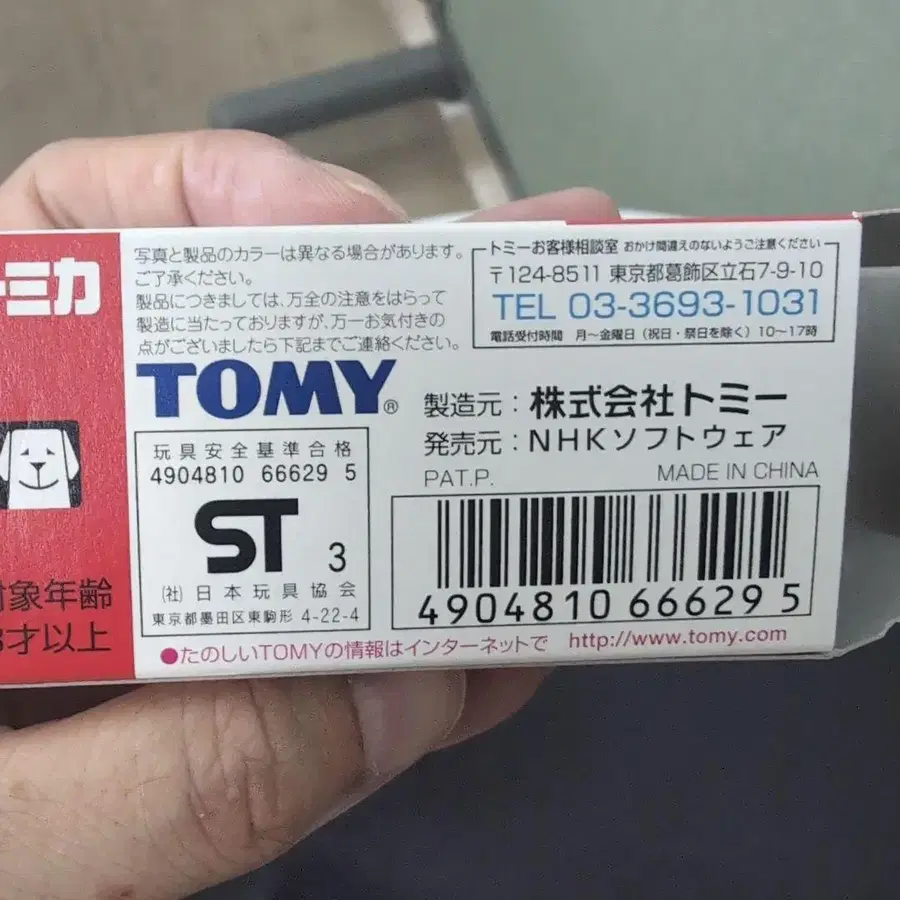 トミカ
対象年齢
3才以上
写真と製品のカラーは異なる場合があります。
ご了承ください。
製品につきましては、万全の注意をはらって
製造に当たっておりますが、万一お気付きの
点がございましたら下記までご連絡ください。
トミーお客様相談室 おかけ間違えのないようご注意ください
〒124-8511 東京都葛飾区立石7-9-10
TEL 03-3693-1031
電話受付時間 月~金曜日(祝日・祭日を除く)10~17時
TOMY®
製造元:株式会社トミー
発売元:NHKソフトウェア
PAT.P.
MADE IN CHINA
玩具安全基準合格
4904810 66629 5
ST 3
(社)日本玩具協会
東京都墨田区東駒形 4-22-4
4904810666295
●たのしいTOMYの情報はインターネットで http://www.tomy.com